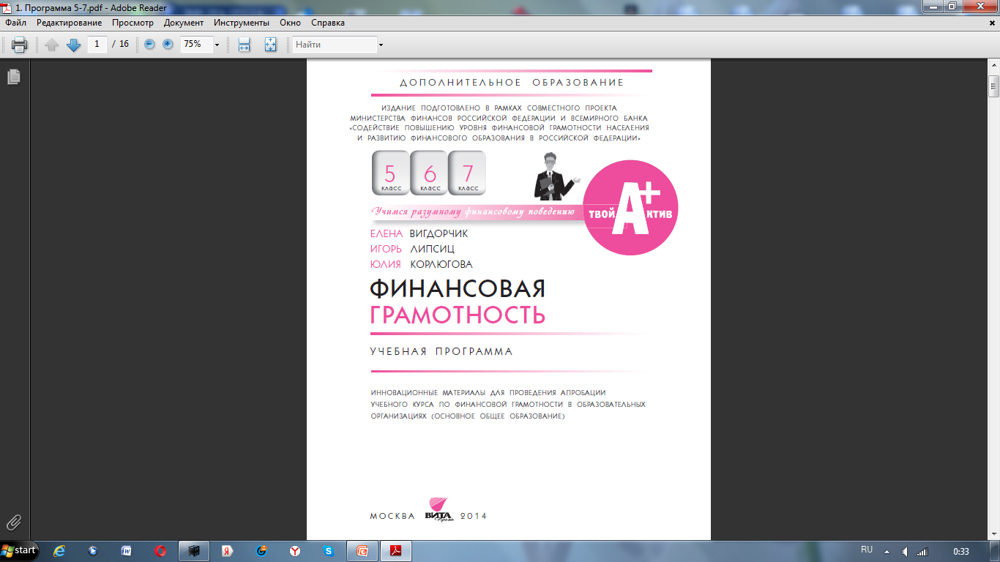 1. Программа 5-7.pdf - Adobe Reader
Файл Редактирование Просмотр Документ Инструменты Окно Справка
1 / 16 75% Найти
ДОПОЛНИТЕЛЬНОЕ ОБРАЗОВАНИЕ
ИЗДАНИЕ ПОДГОТОВЛЕНО В РАМКАХ СОВМЕСТНОГО ПРОЕКТА
МИНИСТЕРСТВА ФИНАНСОВ РОССИЙСКОЙ ФЕДЕРАЦИИ И ВСЕМИРНОГО БАНКА
«СОДЕЙСТВИЕ ПОВЫШЕНИЮ УРОВНЯ ФИНАНСОВОЙ ГРАМОТНОСТИ НАСЕЛЕНИЯ
И РАЗВИТИЮ ФИНАНСОВОГО ОБРАЗОВАНИЯ В РОССИЙСКОЙ ФЕДЕРАЦИИ»
5 6 7
КЛАСС КЛАСС КЛАСС
Учимся разумному финансовому поведению
ТВОЙ А+КТИВ
ЕЛЕНА ВИГДОРЧИК
ИГОРЬ ЛИПСИЦ
ЮЛИЯ КОРЛЮГОВА
ФИНАНСОВАЯ
ГРАМОТНОСТЬ
УЧЕБНАЯ ПРОГРАММА
ИННОВАЦИОННЫЕ МАТЕРИАЛЫ ДЛЯ ПРОВЕДЕНИЯ АПРОБАЦИИ
УЧЕБНОГО КУРСА ПО ФИНАНСОВОЙ ГРАМОТНОСТИ В ОБРАЗОВАТЕЛЬНЫХ
ОРГАНИЗАЦИЯХ (ОСНОВНОЕ ОБЩЕЕ ОБРАЗОВАНИЕ)
МОСКВА ВИТА Пресс 2014
start RU 0:33